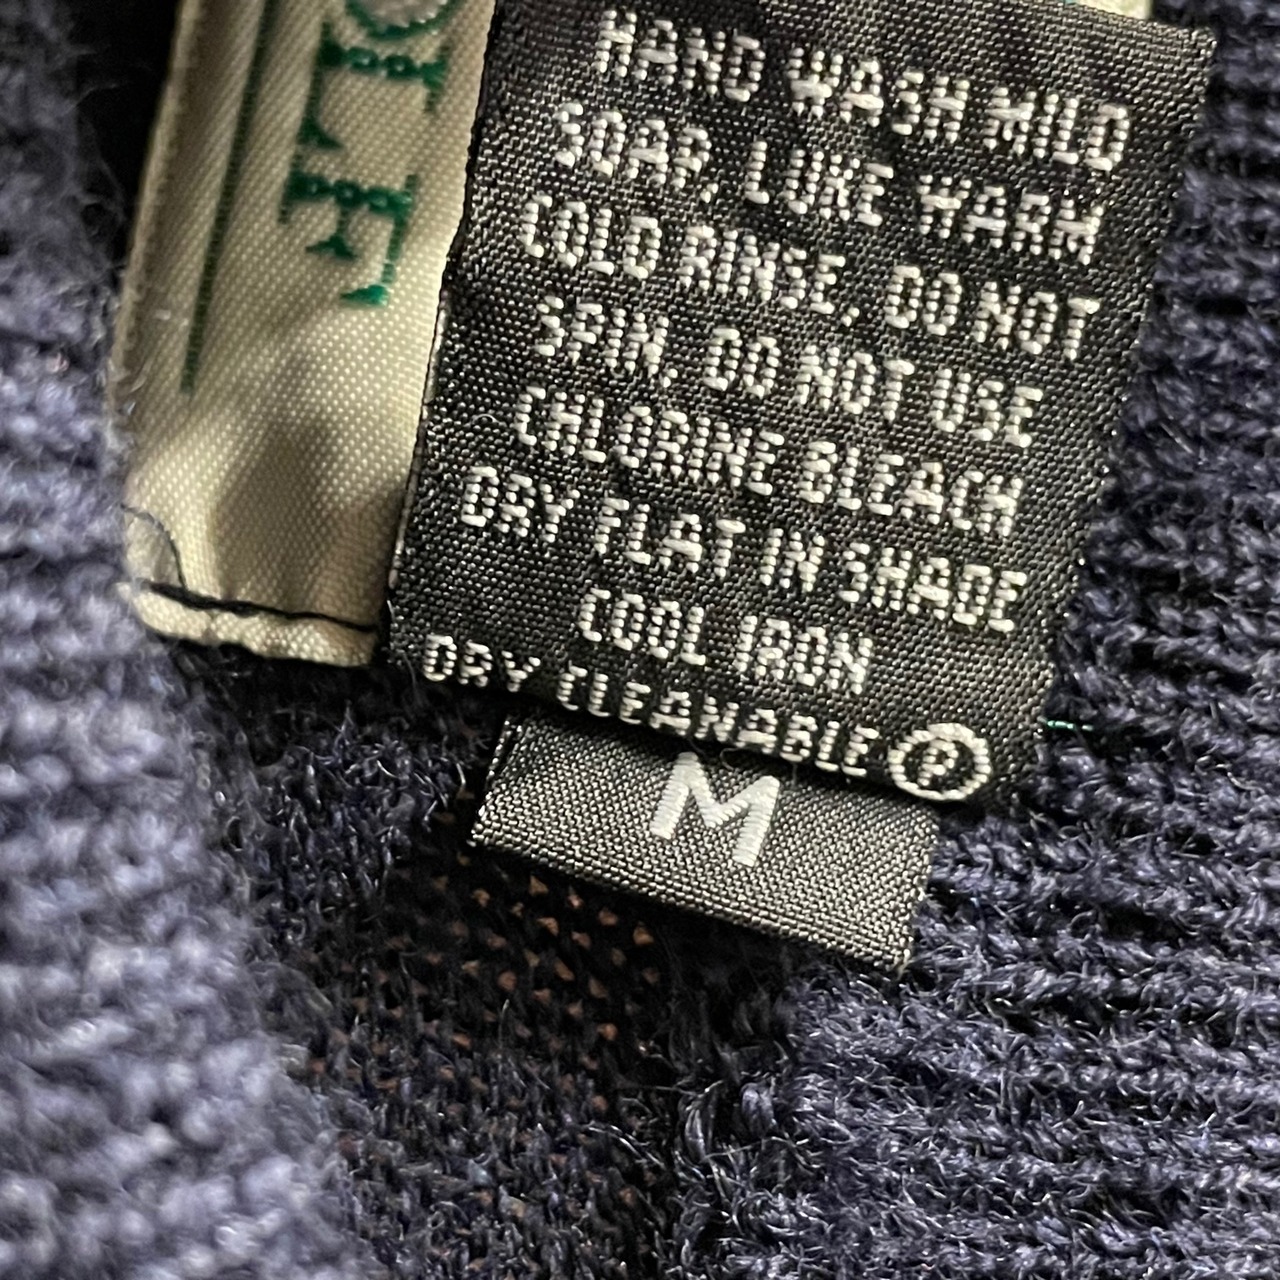 HAND WASH MILD
SOAP, LUKE WARM
COLD RINSE, DO NOT
SPIN. DO NOT USE
CHLORINE BLEACH
DRY FLAT IN SHADE
COOL IRON
DRY CLEANABLE Ⓟ
M